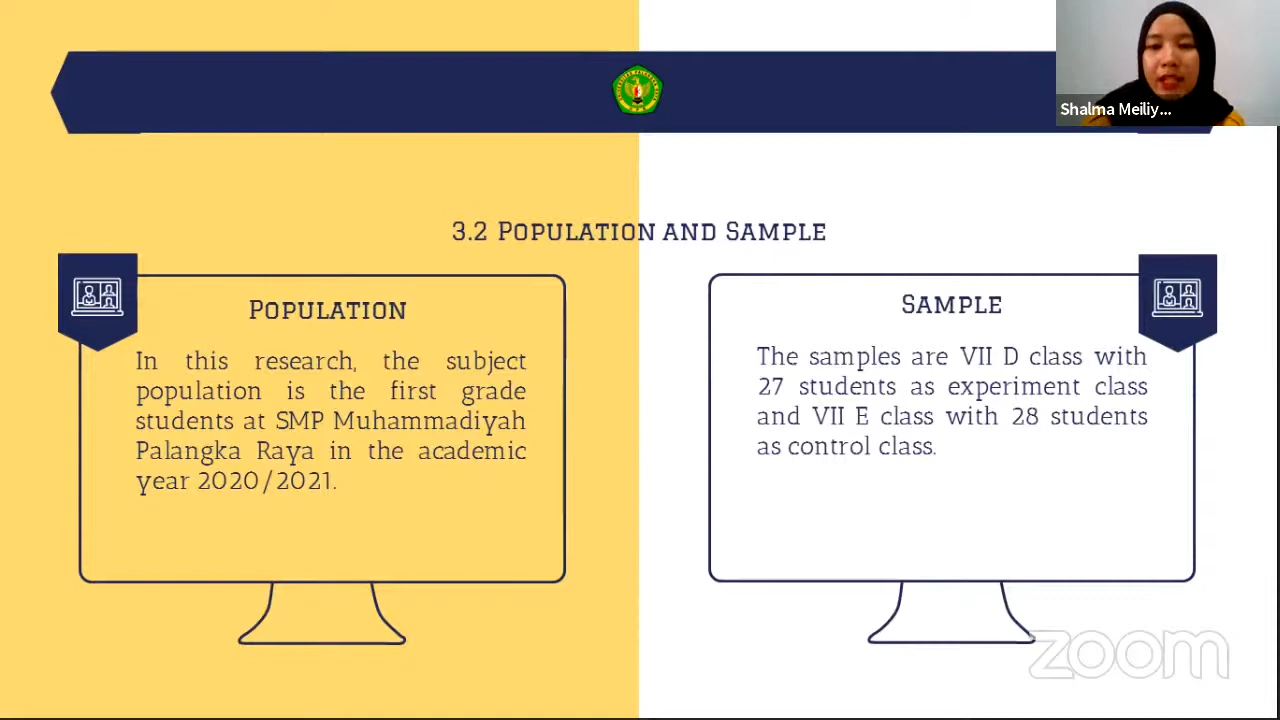 Shalma Meiliy...
3.2 Population and Sample
Population
In this research, the subject
population is the first grade
students at SMP Muhammadiyah
Palangka Raya in the academic
year 2020/2021.
Sample
The samples are VII D class with
27 students as experiment class
and VII E class with 28 students
as control class.
zoom